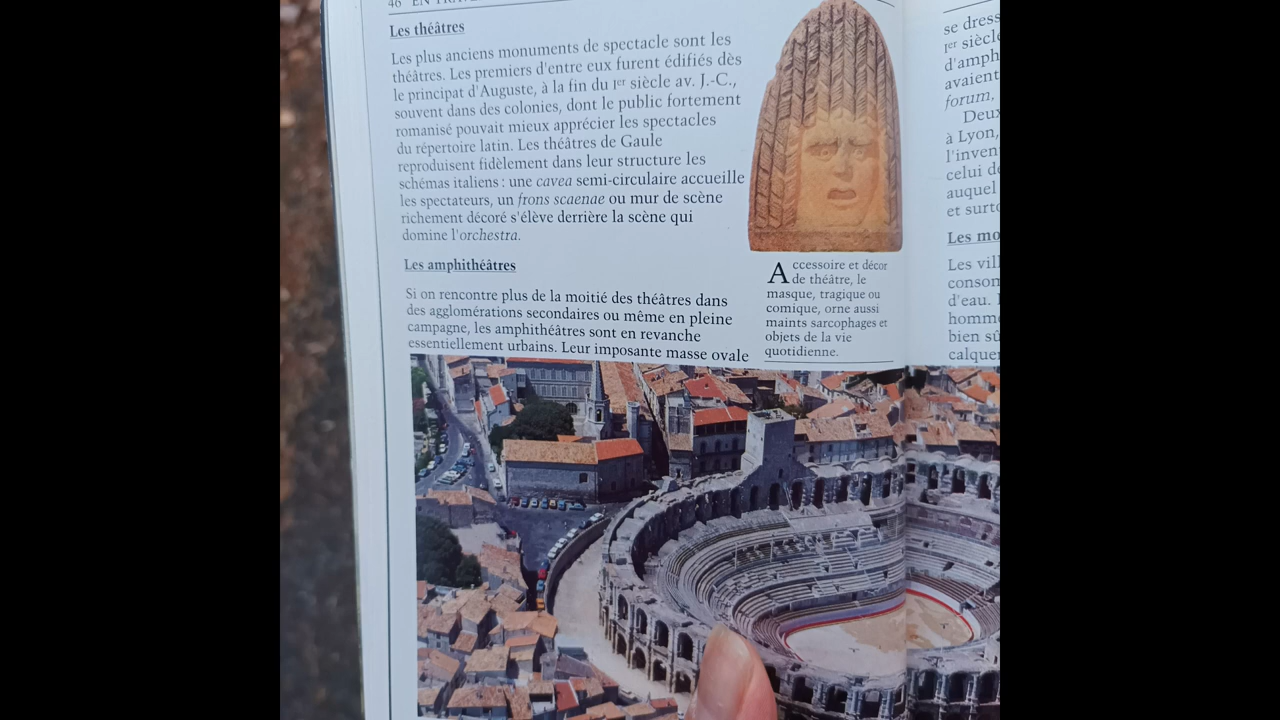 46 EN
Les théâtres
Les plus anciens monuments de spectacle sont les
théâtres. Les premiers d'entre eux furent édifiés dès
le principat d'Auguste, à la fin du Ier siècle av. J.-C.,
souvent dans des colonies, dont le public fortement
romanisé pouvait mieux apprécier les spectacles
du répertoire latin. Les théâtres de Gaule
reproduisent fidèlement dans leur structure les
schémas italiens : une cavea semi-circulaire accueille
les spectateurs, un frons scaenae ou mur de scène
richement décoré s'élève derrière la scène qui
domine l'orchestra.
Les amphithéâtres
Si on rencontre plus de la moitié des théâtres dans
des agglomérations secondaires ou même en pleine
campagne, les amphithéâtres sont en revanche
essentiellement urbains. Leur imposante masse ovale
Accessoire et décor
de théâtre, le
masque, tragique ou
comique, orne aussi
maints sarcophages et
objets de la vie
quotidienne.
se dress
Ier siècl
d'amph
avaient
forum,
Deux
à Lyon,
l'inven
celui de
auquel
et surto
Les mo
Les vill
conson
d'eau.
homme
bien sû
calquer